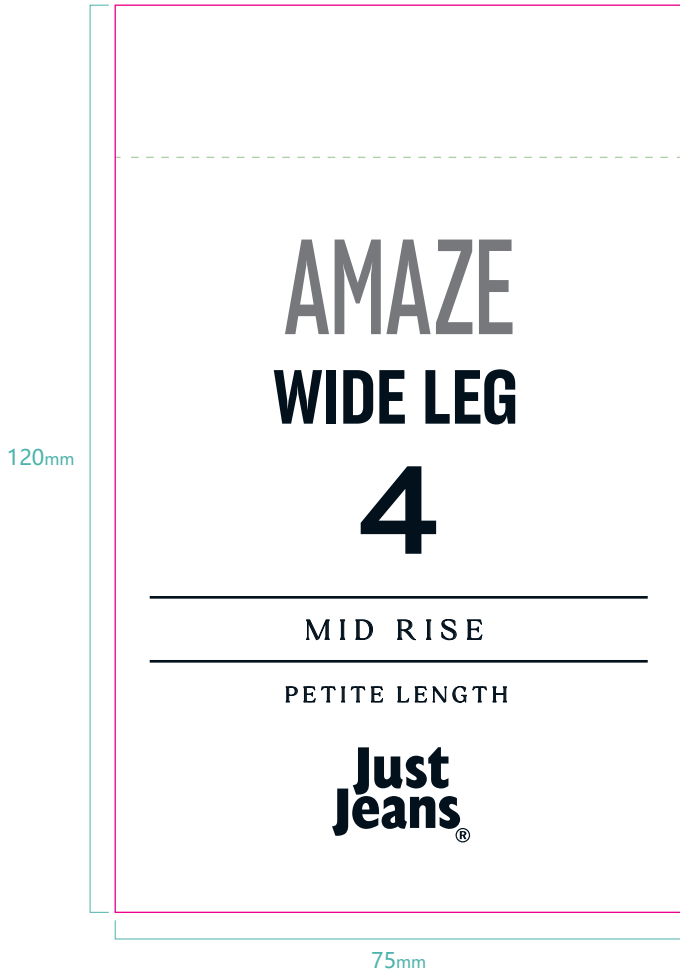 AMAZE
WIDE LEG
4
120mm
MID RISE
PETITE LENGTH
Just
Jeans®
75mm